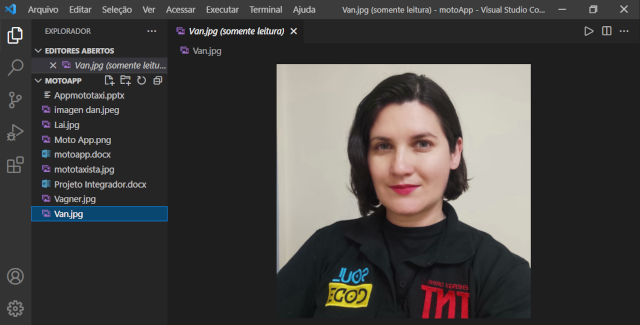 Arquivo Editar Seleção Ver Acessar Executar Terminal Ajuda Van.jpg (somente leitura) - motoApp - Visual Studio Co...
EXPLORADOR ...
Van.jpg (somente leitura)
EDITORES ABERTOS
Van.jpg (somente leitu...
Van.jpg
MOTOAPP
Appmototaxi.pptx
imagen dan.jpeg
Lai.jpg
Moto App.png
motoapp.docx
mototaxista.jpg
Projeto Integrador.docx
Vagner.jpg
Van.jpg
TNT